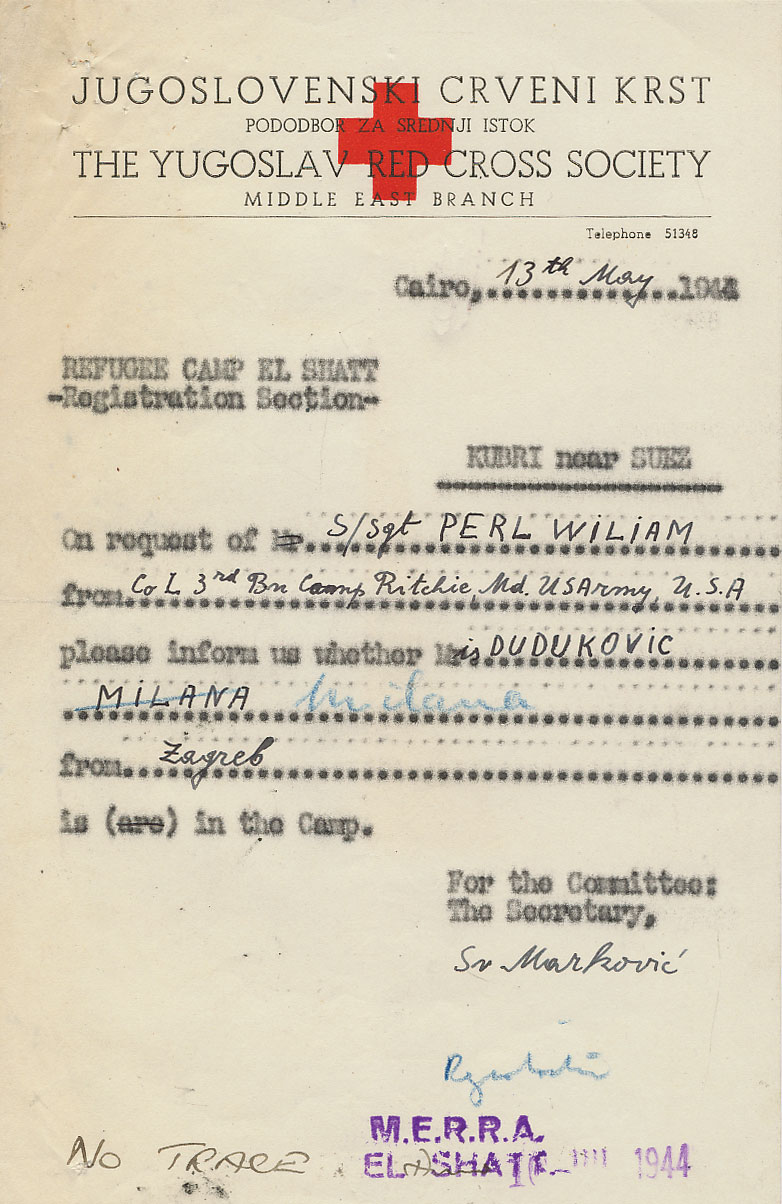 JUGOSLOVENSKI CRVENI KRST
PODODBOR ZA SREDNJI ISTOK
THE YUGOSLAV RED CROSS SOCIETY
MIDDLE EAST BRANCH
Telephone 51348
Cairo, 13th May 1944
REFUGEE CAMP EL SHATT
-Registration Section-
KUBRI near SUEZ
On request of Mr. S/Sgt PERL WILIAM
from Co L 3rd Bn Camp Ritchie, Md. USArmy, U.S.A
please inform us whether Mris DUDUKOVIC
MILANA Milana
from Zagreb
is (are) in the Camp.
For the Committee:
The Secretary,
Sv Marković
M.E.R.R.A.
NO TRACE EL SHATT. 1944